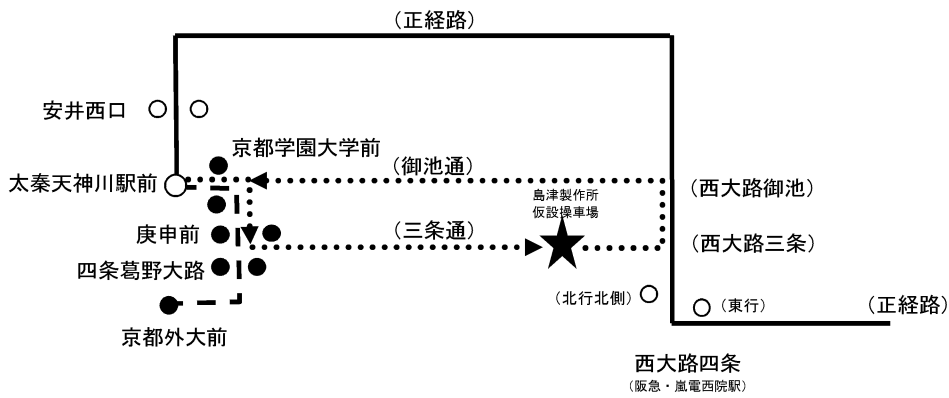 (正経路)
安井西口
京都学園大学前
(御池通)
太秦天神川駅前
(西大路御池)
島津製作所
仮設操車場
庚申前
(三条通)
(西大路三条)
四条葛野大路
(北行北側)
(東行)
(正経路)
京都外大前
西大路四条
(阪急・嵐電西院駅)